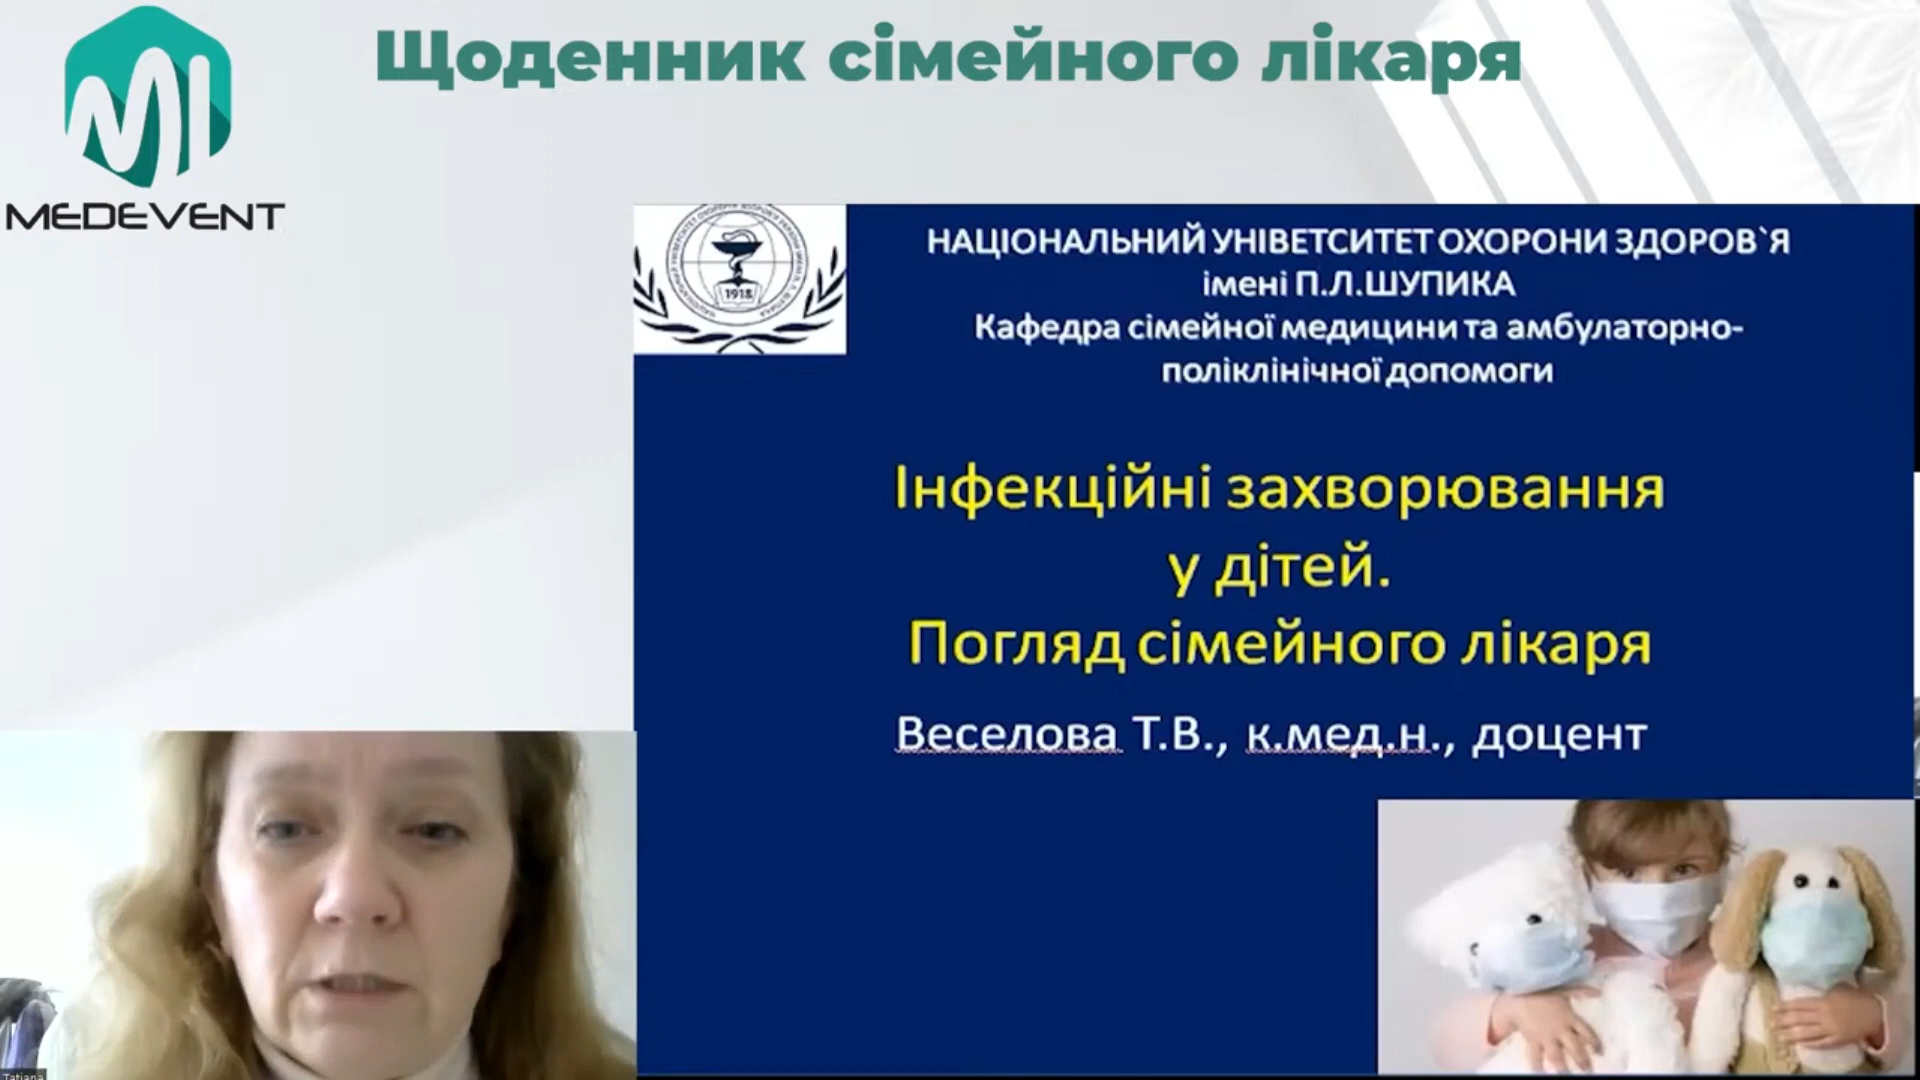 Щоденник сімейного лікаря
MEDEVENT
НАЦІОНАЛЬНИЙ УНІВЕТСИТЕТ ОХОРОНИ ЗДОРОВ`Я
імені П.Л.ШУПИКА
Кафедра сімейної медицини та амбулаторно-
поліклінічної допомоги
1918
Інфекційні захворювання
у дітей.
Погляд сімейного лікаря
Веселова Т.В., к.мед.н., доцент
Tatiana